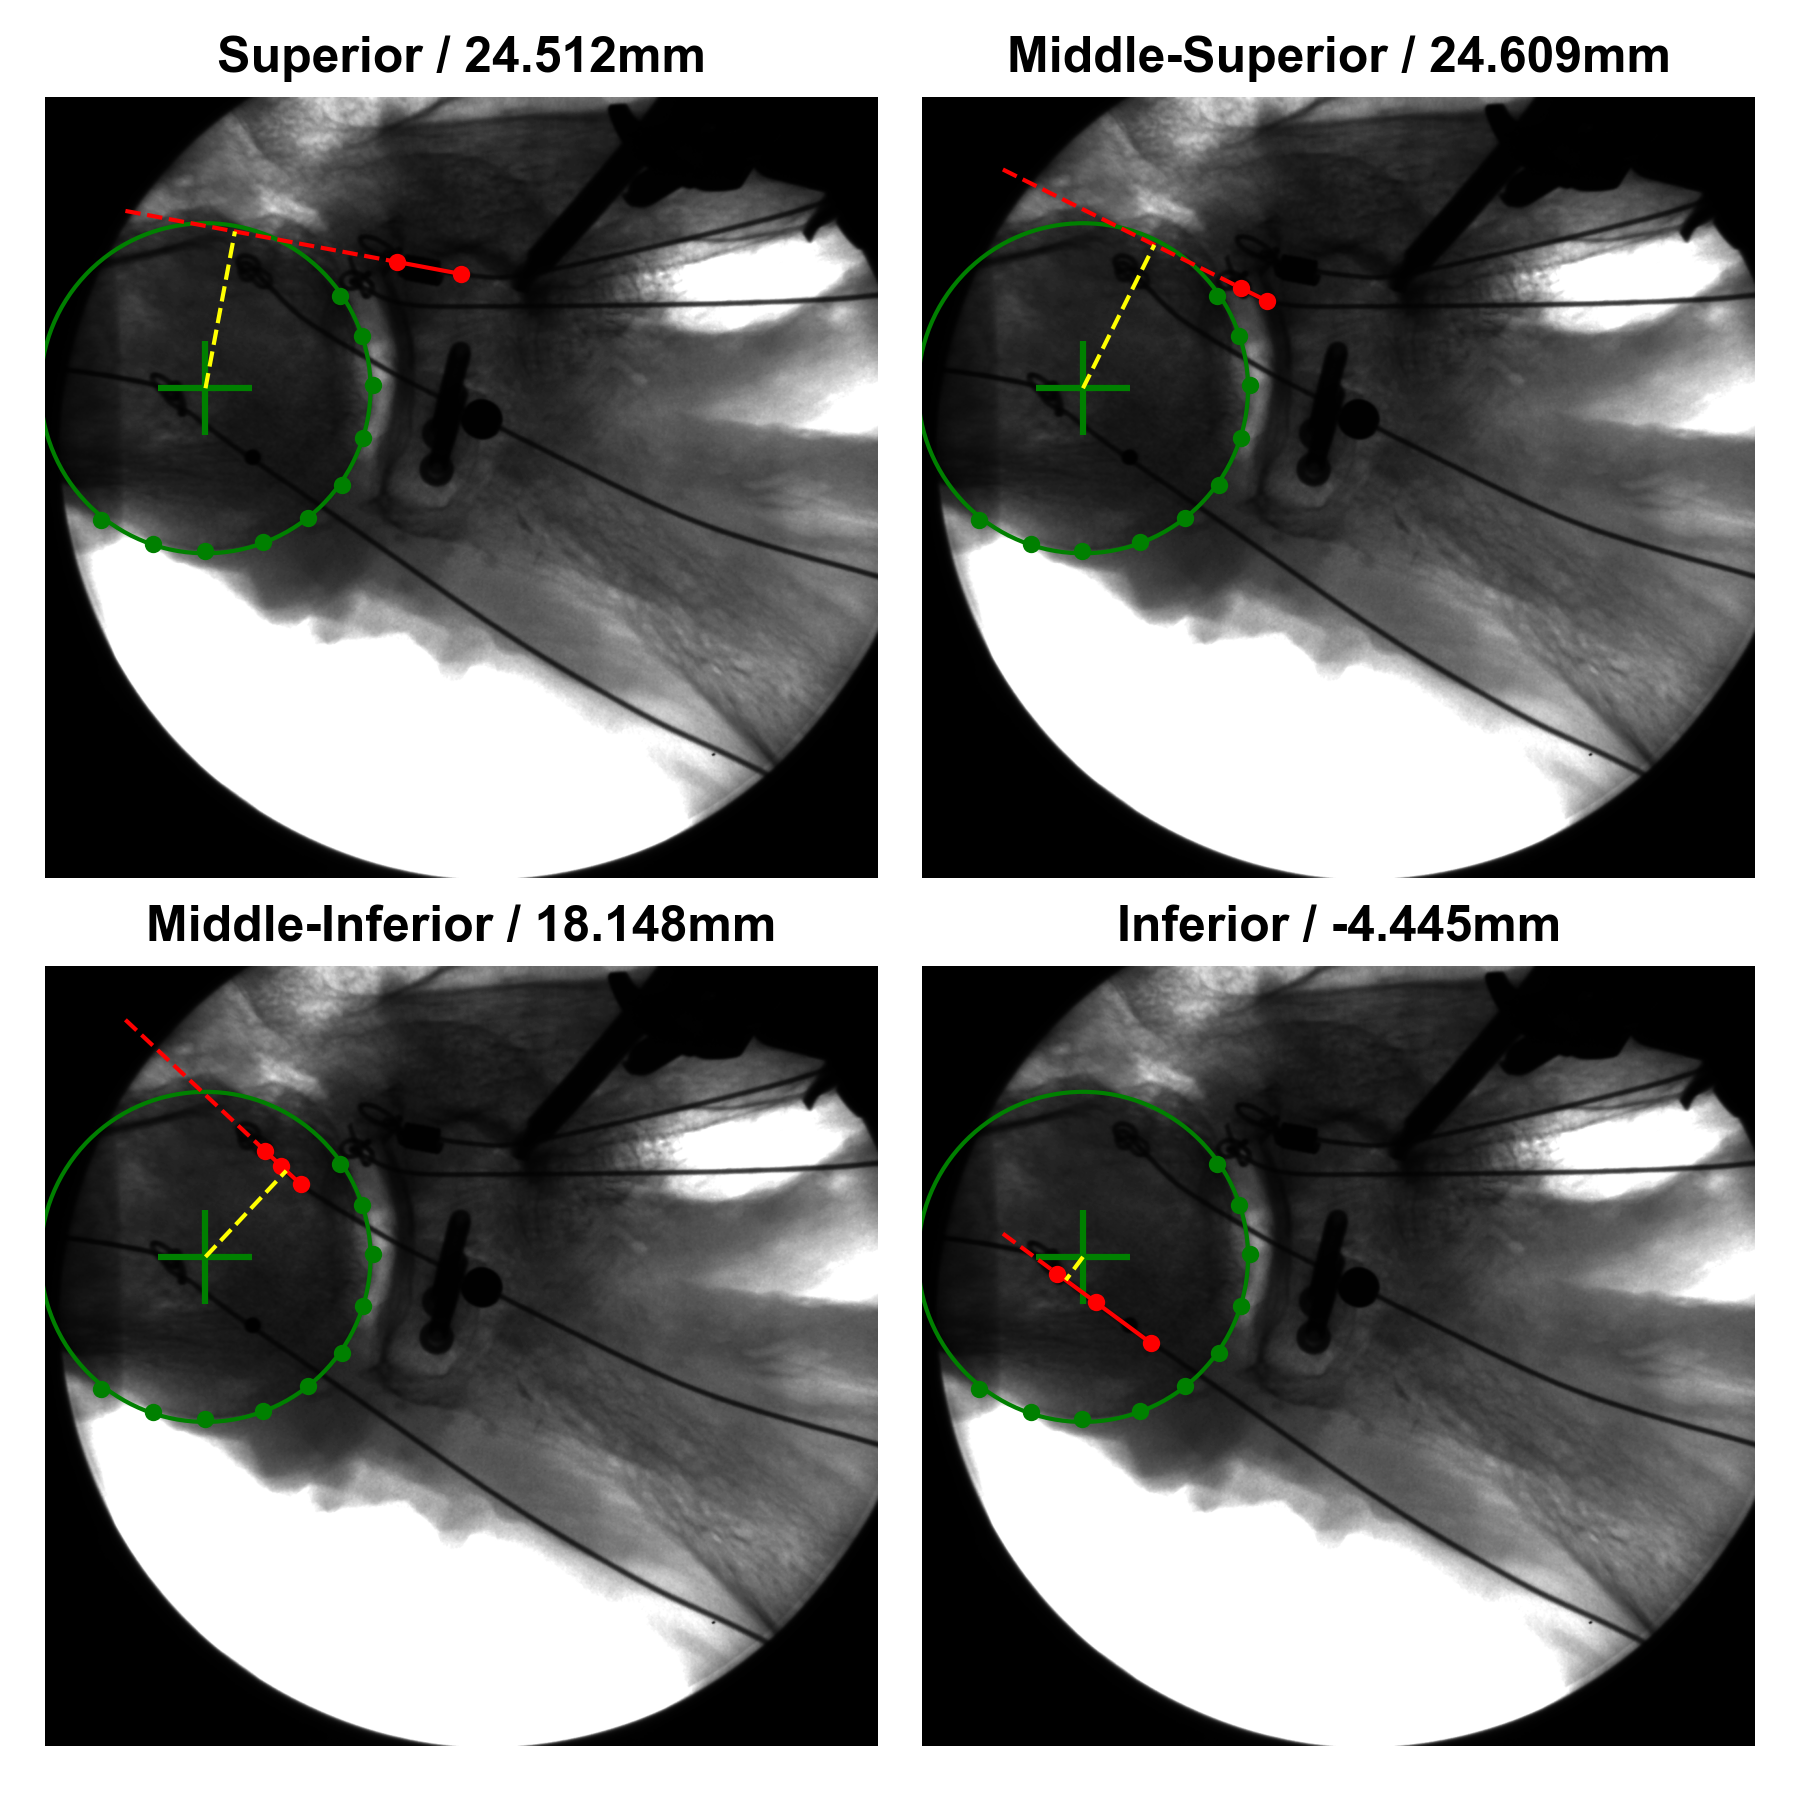 Superior / 24.512mm
Middle-Superior / 24.609mm
Middle-Inferior / 18.148mm
Inferior / -4.445mm